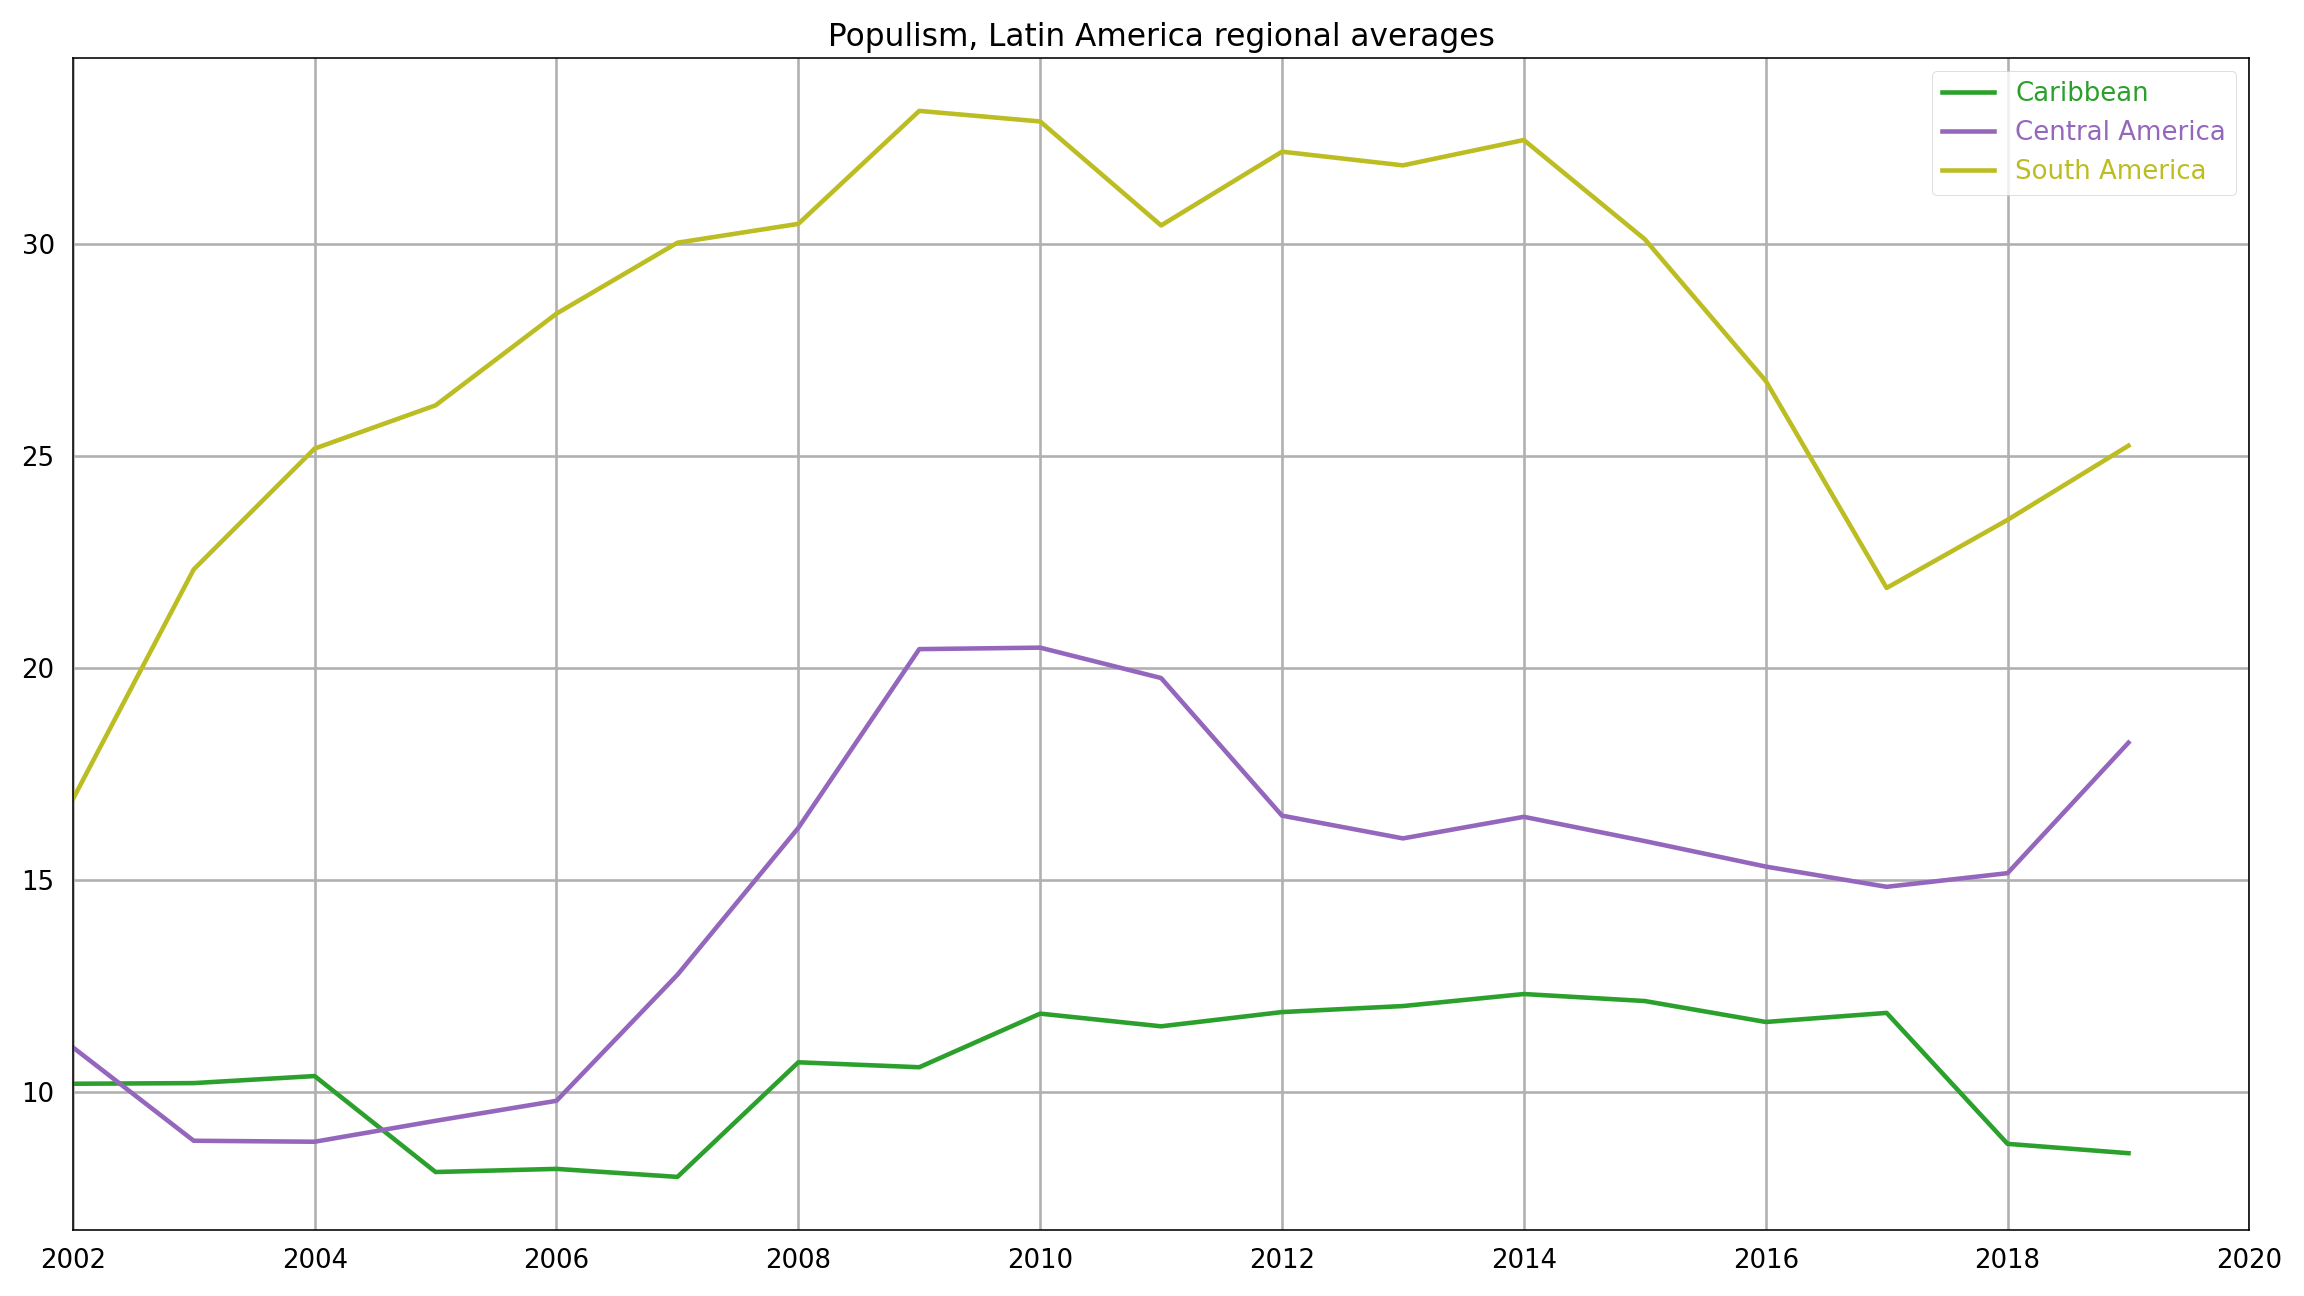 Populism, Latin America regional averages
Caribbean
Central America
South America
30
25
20
15
10
2002 2004 2006 2008 2010 2012 2014 2016 2018 2020